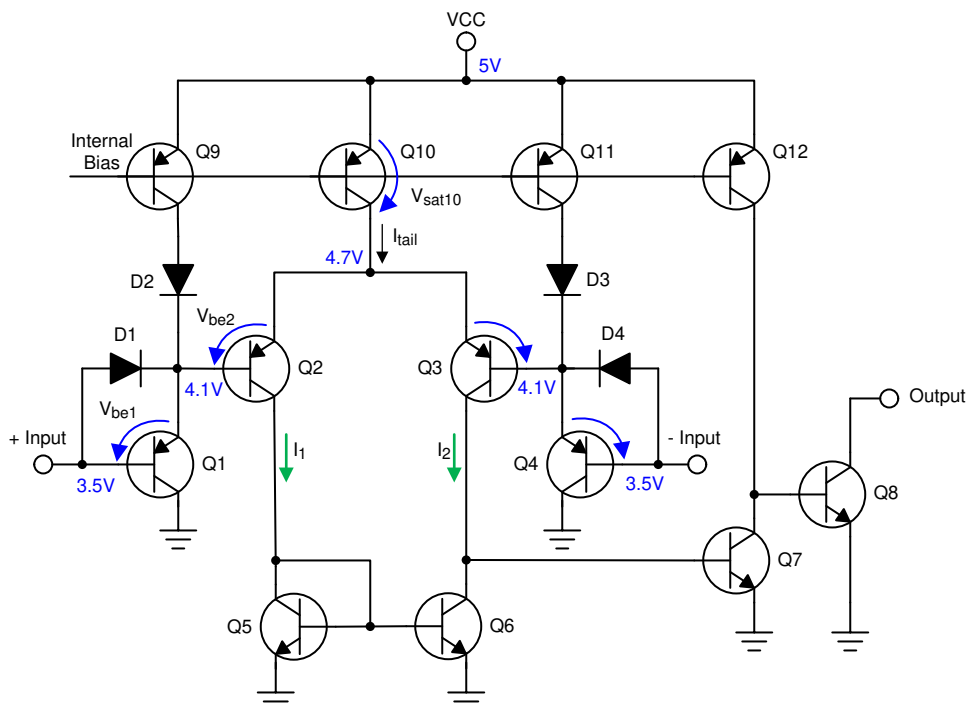 VCC
5V
Internal
Bias
Q9
Q10
Q11
Q12
Vsat10
Itail
4.7V
D2
D3
Vbe2
D1
D4
Q2
Q3
4.1V
4.1V
Output
Vbe1
+ Input
- Input
I1
I2
Q1
Q4
3.5V
3.5V
Q8
Q7
Q5
Q6